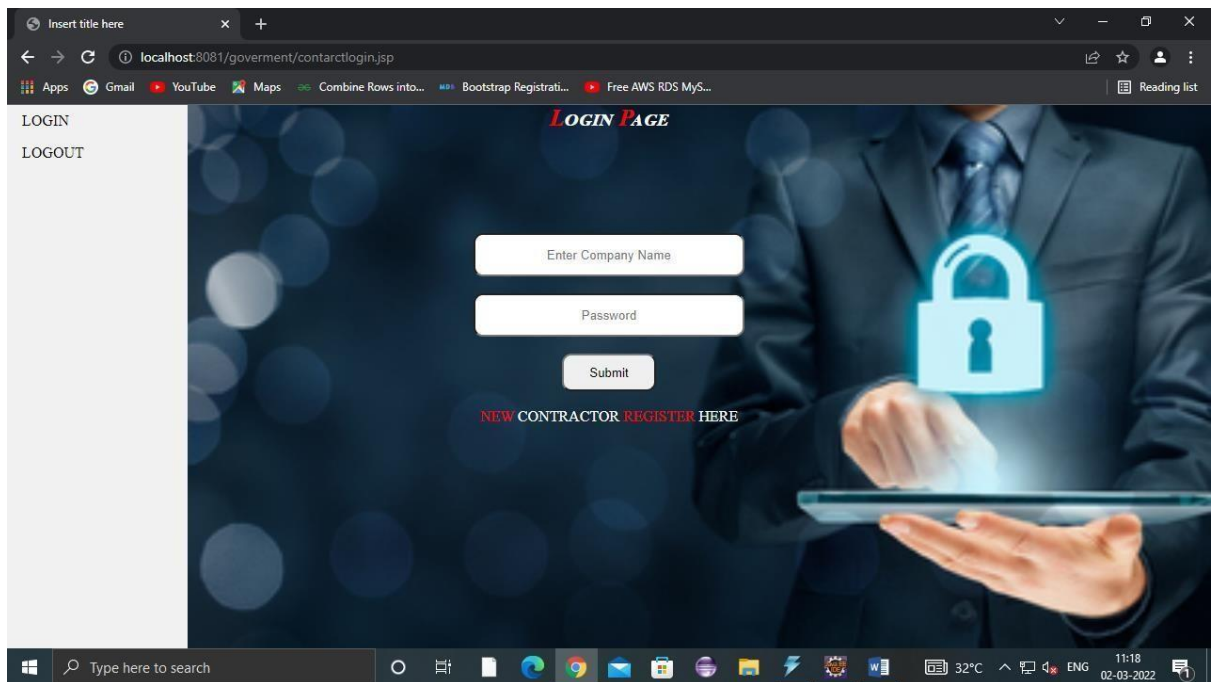 Insert title here
localhost:8081/goverment/contarctlogin.jsp
Apps Gmail YouTube Maps Combine Rows into... Bootstrap Registrati... Free AWS RDS MyS... Reading list
LOGIN
LOGOUT
LOGIN PAGE
Enter Company Name
Password
Submit
NEW CONTRACTOR REGISTER HERE
Type here to search
32°C ENG
11:18
02-03-2022